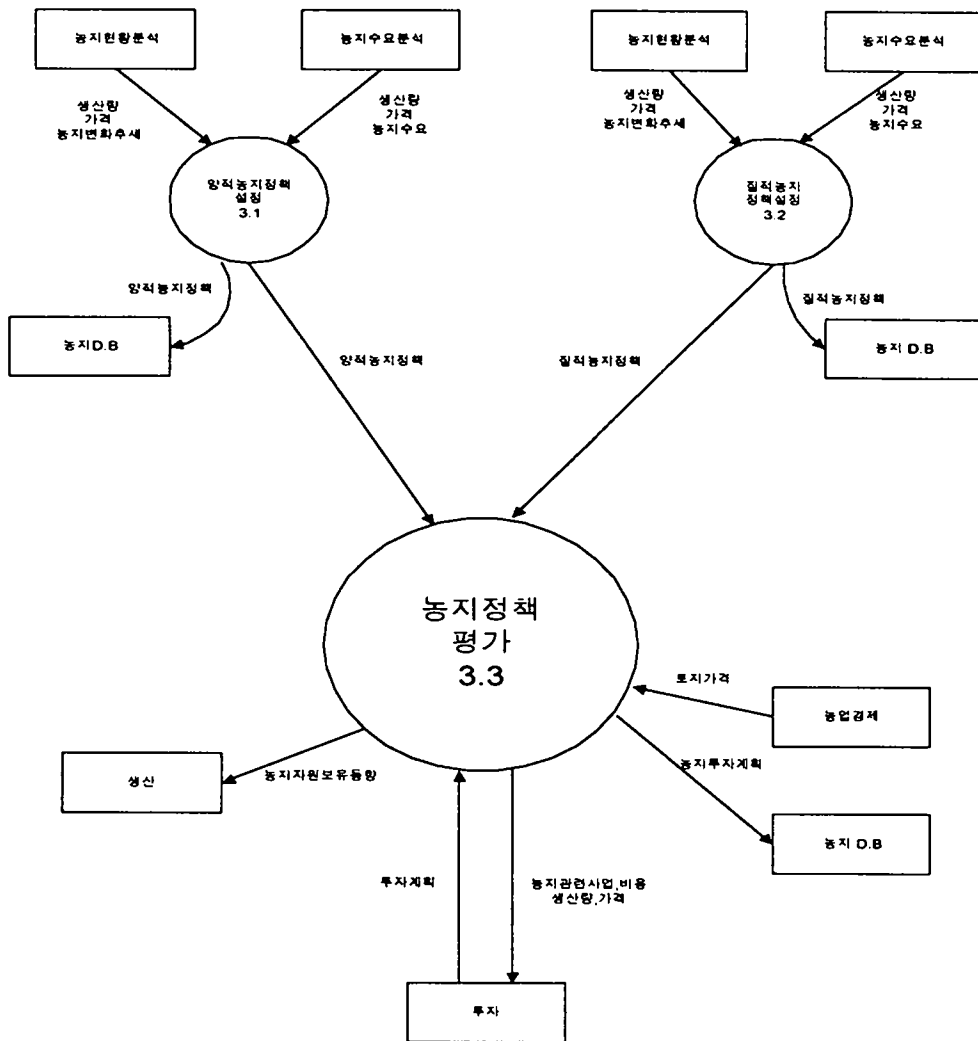 농지현황분석
농지수요분석
농지현황분석
농지수요분석
생산량
가격
농지변화추세
생산량
가격
농지수요
생산량
가격
농지변화추세
생산량
가격
농지수요
양적농지정책
설정
3.1
질적농지
정책설정
3.2
양적농지정책
질적농지정책
농지D.B
농지 D.B
양적농지정책
질적농지정책
농지정책
평가
3.3
토지가격
농업경제
생산
농지자원보유동향
농지투자계획
농지 D.B
투자계획
농지관련사업,비용
생산량,가격
투자